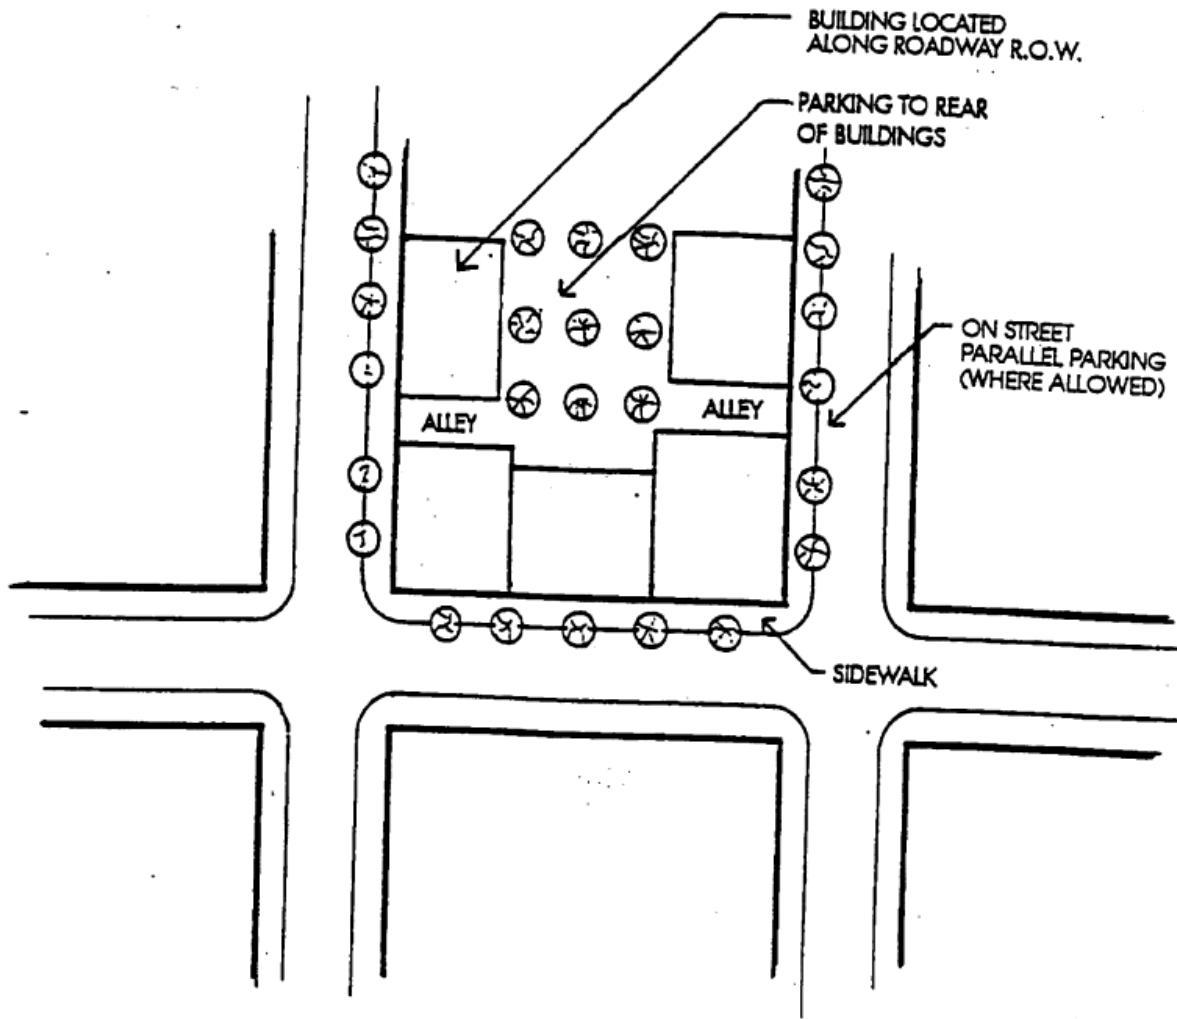 BUILDING LOCATED
ALONG ROADWAY R.O.W.
PARKING TO REAR
OF BUILDINGS
ON STREET
PARALLEL PARKING
(WHERE ALLOWED)
ALLEY
ALLEY
SIDEWALK